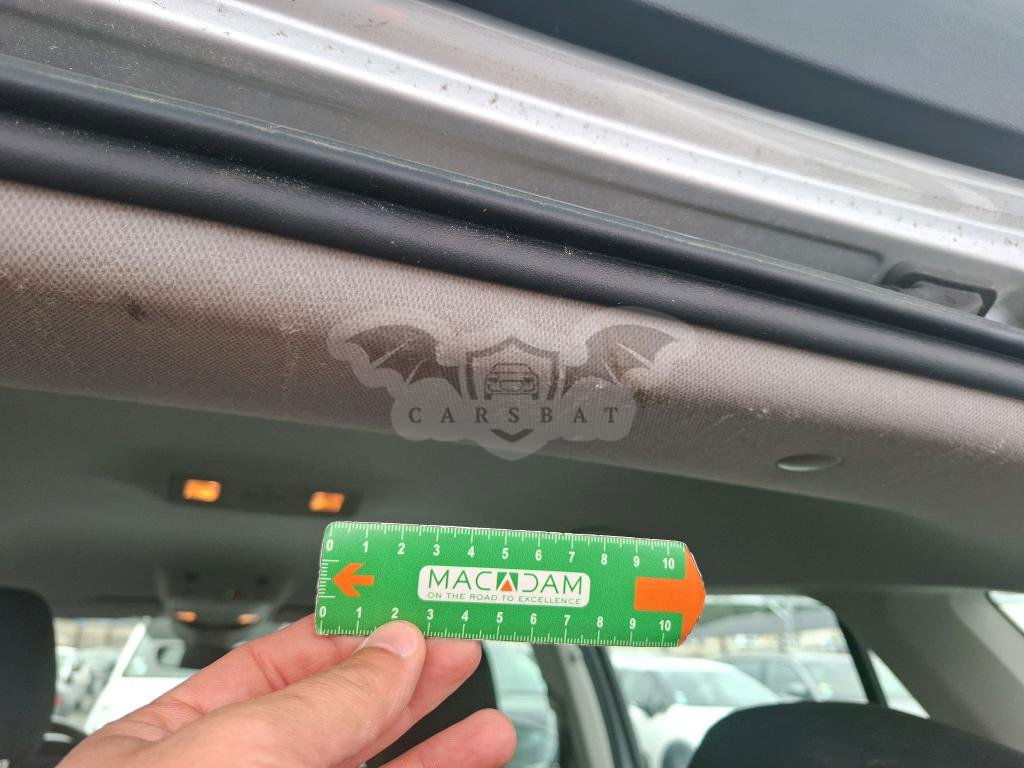 CARSBAT
0 1 2 3 4 5 6 7 8 9 10
MACADAM
ON THE ROAD TO EXCELLENCE
0 1 2 3 4 5 6 7 8 9 10